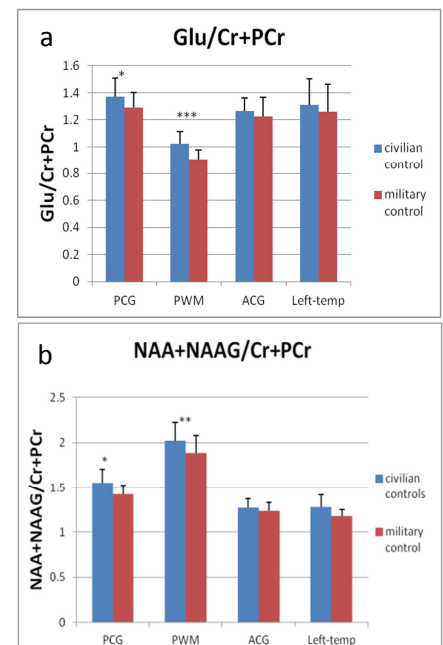 a
Glu/Cr+PCr
1.6
1.4
1.2
1
0.8
0.6
0.4
0.2
0
Glu/Cr+PCr
*
***
PCG
PWM
ACG
Left-temp
civilian
control
military
control
b
NAA+NAAG/Cr+PCr
2.5
2
1.5
1
0.5
0
NAA+NAAG/Cr+PCr
*
**
PCG
PWM
ACG
Left-temp
civilian
controls
military
control